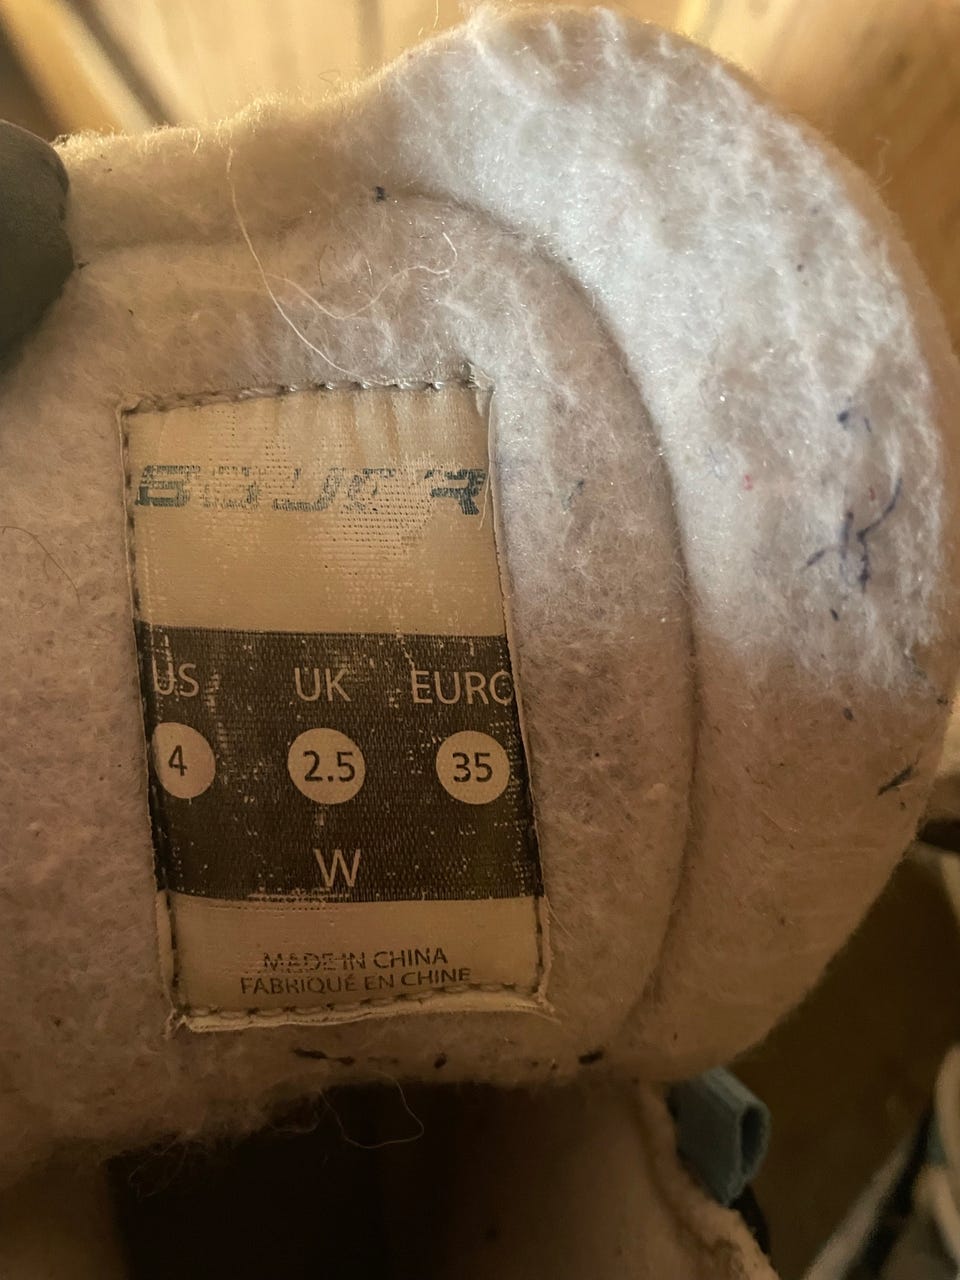 BAUER
US UK EURO
4 2.5 35
W
MADE IN CHINA
FABRIQUÉ EN CHINE